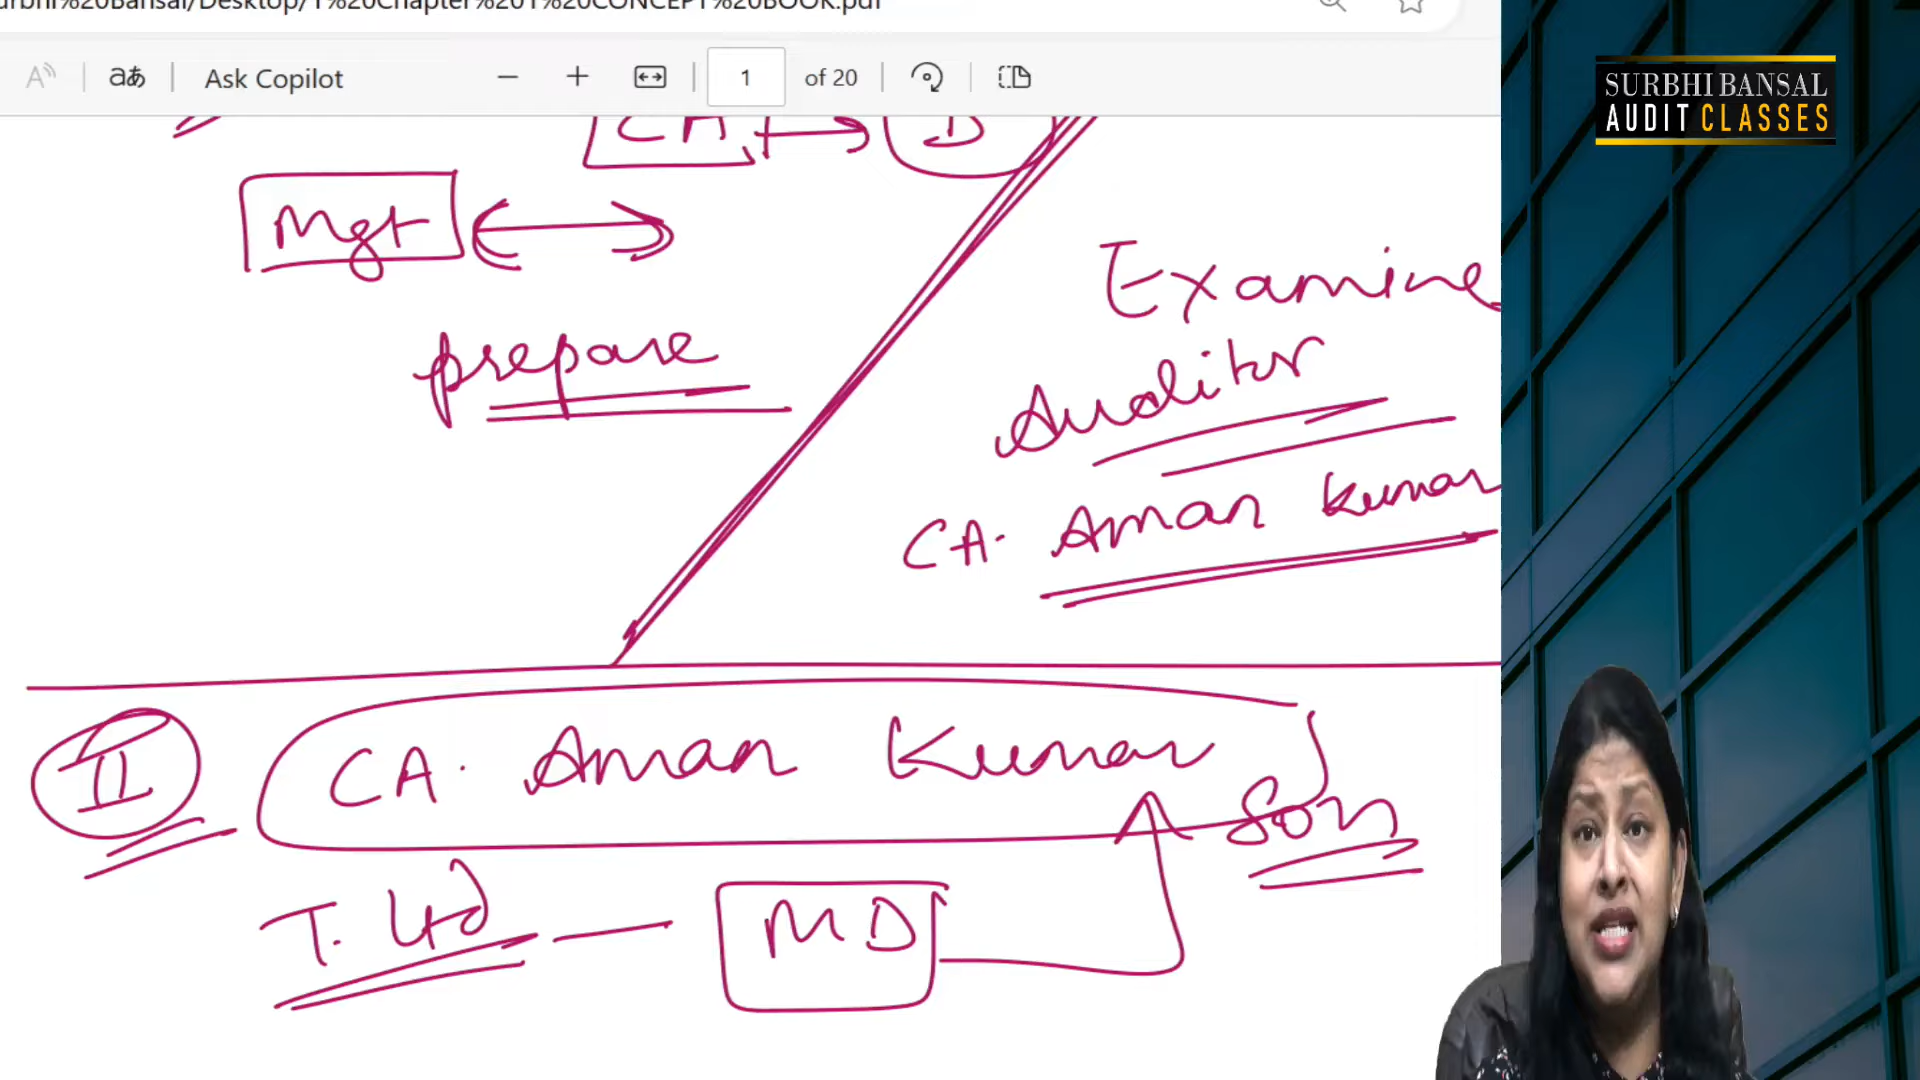 Ask Copilot
1 of 20
SURBHI BANSAL
AUDIT CLASSES
Mgt
prepare
Examine
Auditor
CA. Aman Kumar
II CA. Aman Kumar
Son
T. Ltd
MD